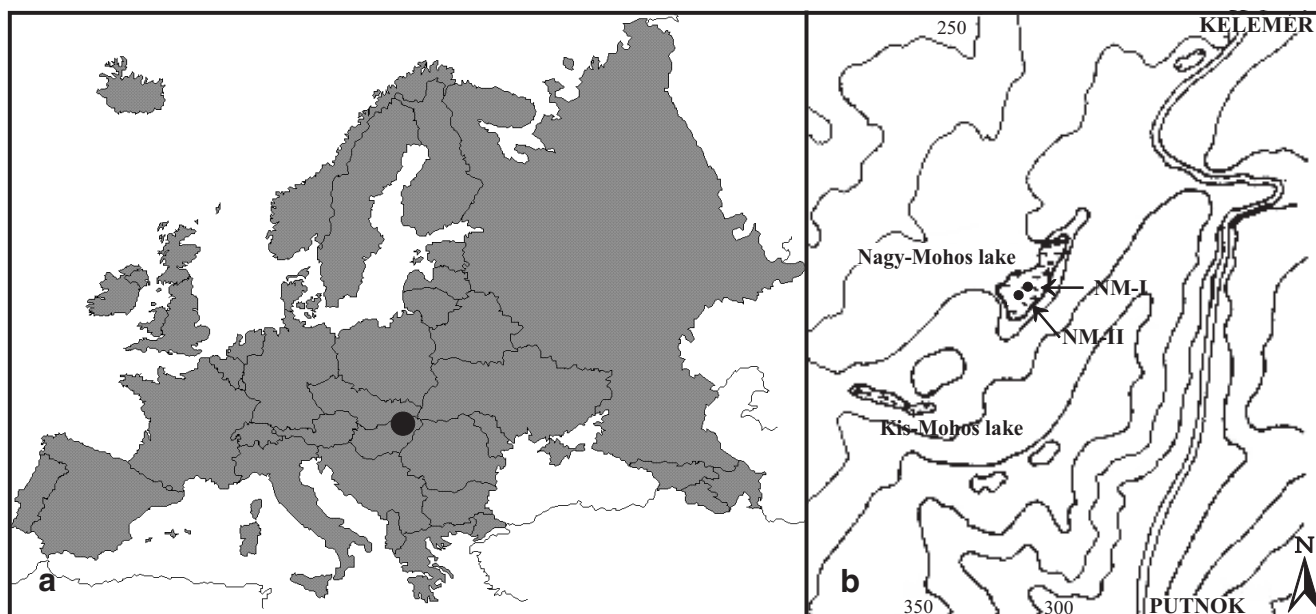 a
250
KELEMÉR
Nagy-Mohos lake
NM-I
NM-II
Kis-Mohos lake
N
b
350
300
PUTNOK